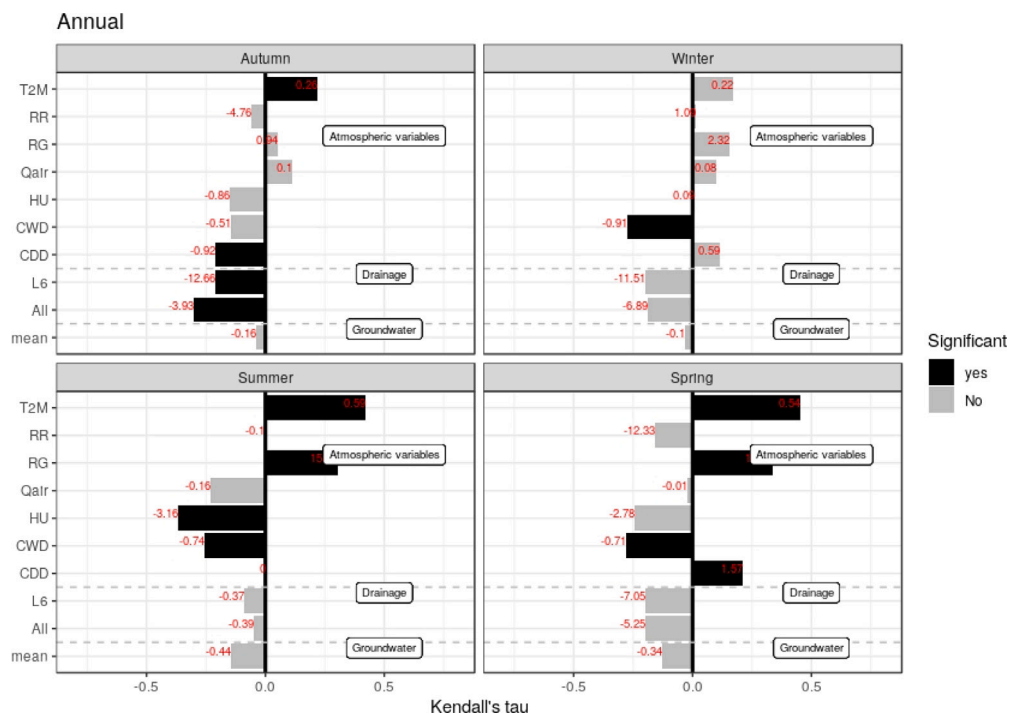 Annual
Autumn
Winter
T2M
0.26
0.22
RR
-4.76
RG
0.94
Atmospheric variables
2.32
Atmospheric variables
Qair
0.1
0.08
HU
-0.86
CWD
-0.51
-0.91
CDD
-0.92
0.59
Drainage
Drainage
L6
-12.66
-11.51
All
-3.93
-6.89
mean
-0.16
Groundwater
-0.1
Groundwater
Summer
Spring
T2M
0.59
0.54
RR
-0.1
-12.33
RG
Atmospheric variables
Atmospheric variables
Qair
-0.16
-0.01
HU
-3.16
-2.78
CWD
-0.74
-0.71
CDD
0
1.57
Drainage
Drainage
L6
-0.37
-7.05
All
-0.39
-5.25
mean
-0.44
Groundwater
-0.34
Groundwater
-0.5
0.0
0.5
-0.5
0.0
0.5
Kendall's tau
Significant
yes
No